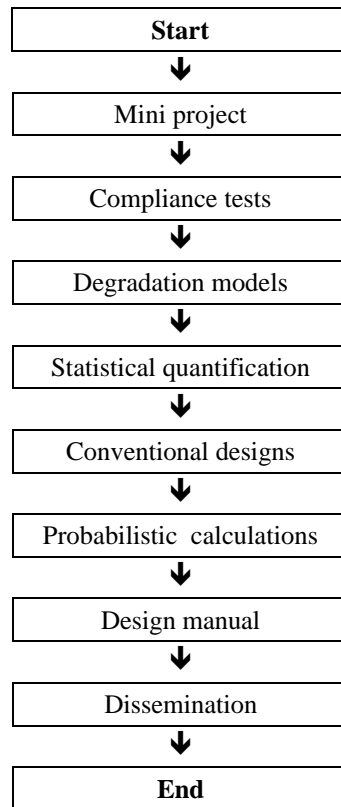 Start
Mini project
Compliance tests
Degradation models
Statistical quantification
Conventional designs
Probabilistic calculations
Design manual
Dissemination
End